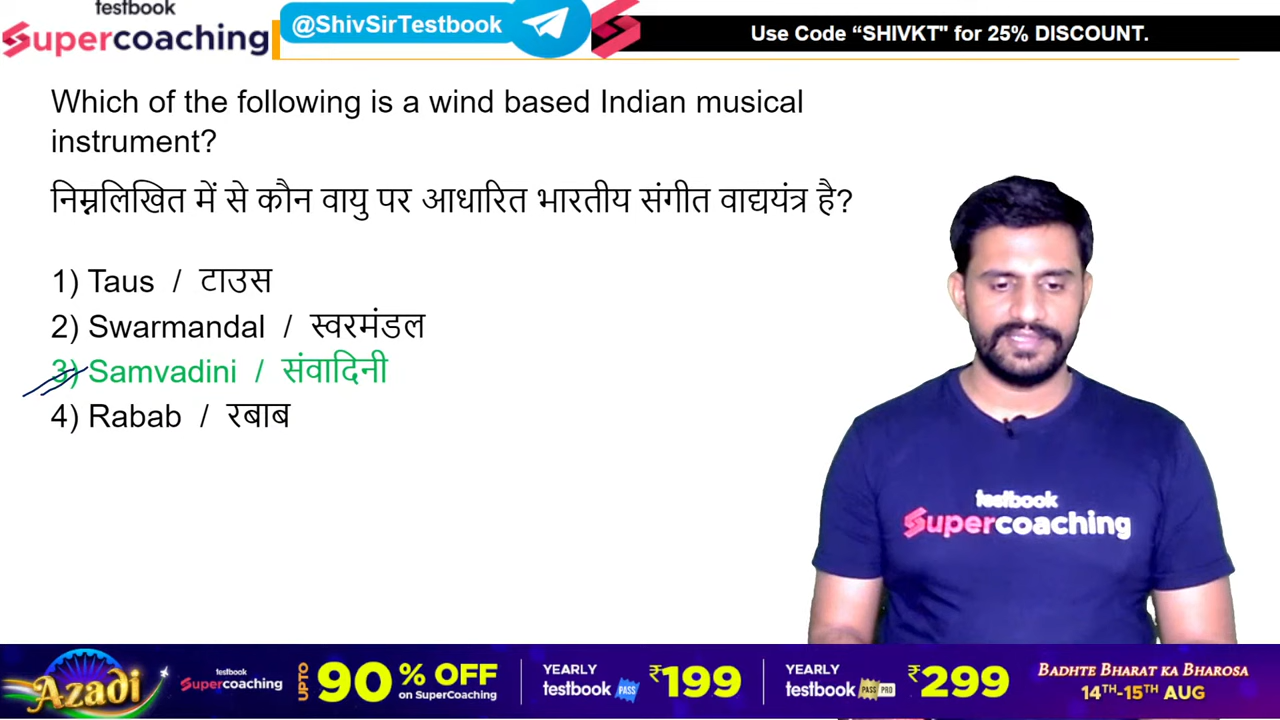 testbook
Supercoaching
@ShivSirTestbook
Use Code “SHIVKT" for 25% DISCOUNT.
Which of the following is a wind based Indian musical
instrument?
निम्नलिखित में से कौन वायु पर आधारित भारतीय संगीत वाद्ययंत्र है?
1) Taus / टाउस
2) Swarmandal / स्वरमंडल
3) Samvadini / संवादिनी
4) Rabab / रबाब
testbook
Supercoaching
Azadi
testbook
Supercoaching
UPTO 90 % OFF
on SuperCoaching
YEARLY
testbook PASS
₹199
YEARLY
testbook PASS PRO
₹299
BADHTE BHARAT KA BHAROSA
14TH-15TH AUG